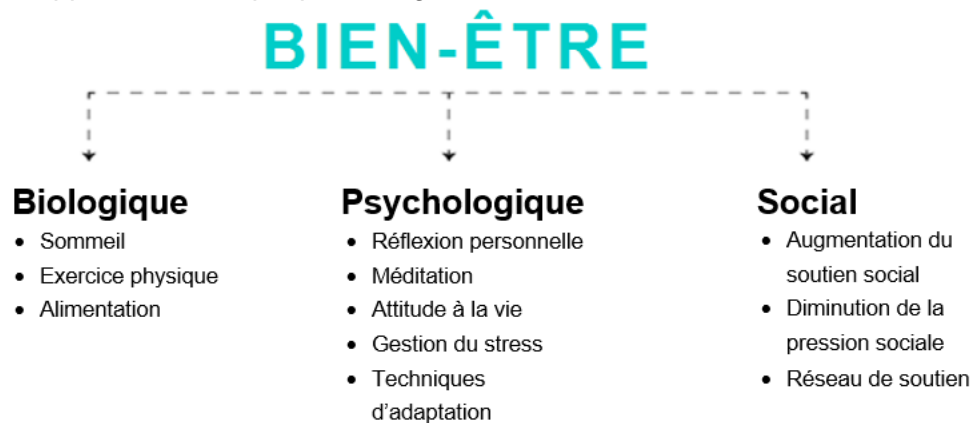 BIEN-ÊTRE
Biologique
• Sommeil
• Exercice physique
• Alimentation
Psychologique
• Réflexion personnelle
• Méditation
• Attitude à la vie
• Gestion du stress
• Techniques
d’adaptation
Social
• Augmentation du
soutien social
• Diminution de la
pression sociale
• Réseau de soutien